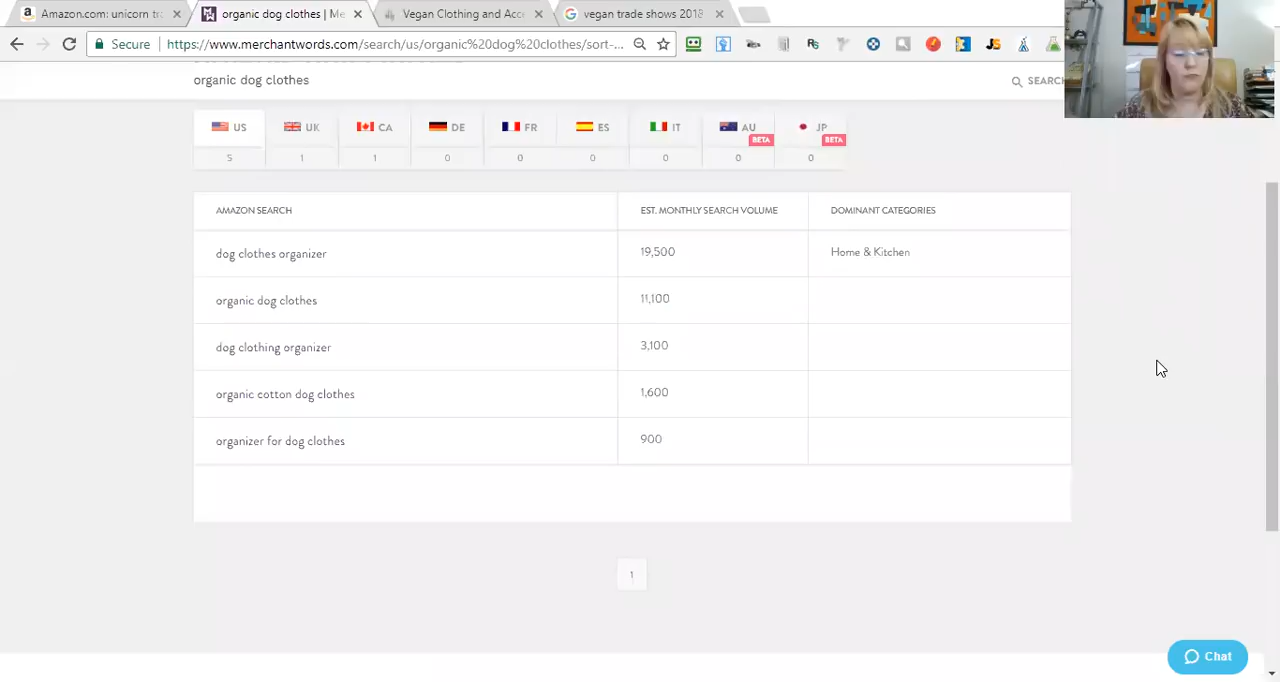 Amazon.com: unicorn tr
organic dog clothes | Me
Vegan Clothing and Acce
vegan trade shows 2018
Secure
https://www.merchantwords.com/search/us/organic%20dog%20clothes/sort-...
organic dog clothes
SEARCH
US
UK
CA
DE
FR
ES
IT
AU
JP
BETA
BETA
5
1
1
0
0
0
0
0
0
AMAZON SEARCH
EST. MONTHLY SEARCH VOLUME
DOMINANT CATEGORIES
dog clothes organizer
19,500
Home & Kitchen
organic dog clothes
11,100
dog clothing organizer
3,100
organic cotton dog clothes
1,600
organizer for dog clothes
900
1
Chat